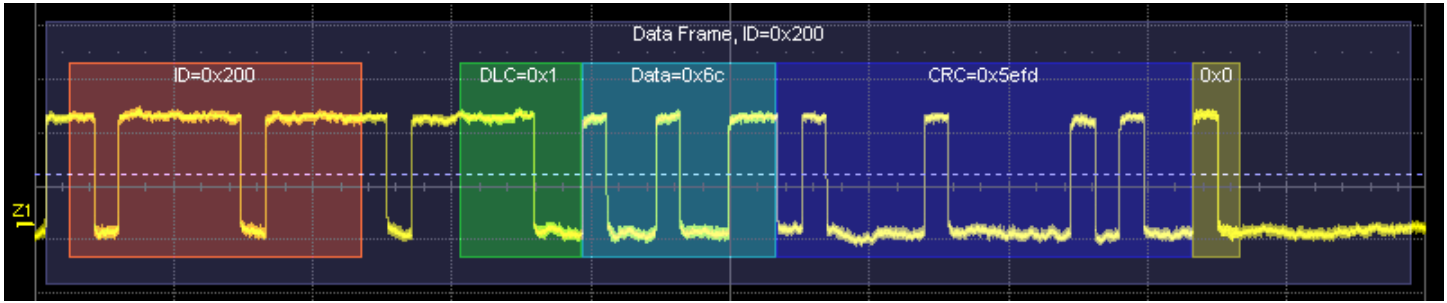 Data Frame, ID=0x200
ID=0x200
DLC=0x1
Data=0x6c
CRC=0x5efd
0x0
Z1